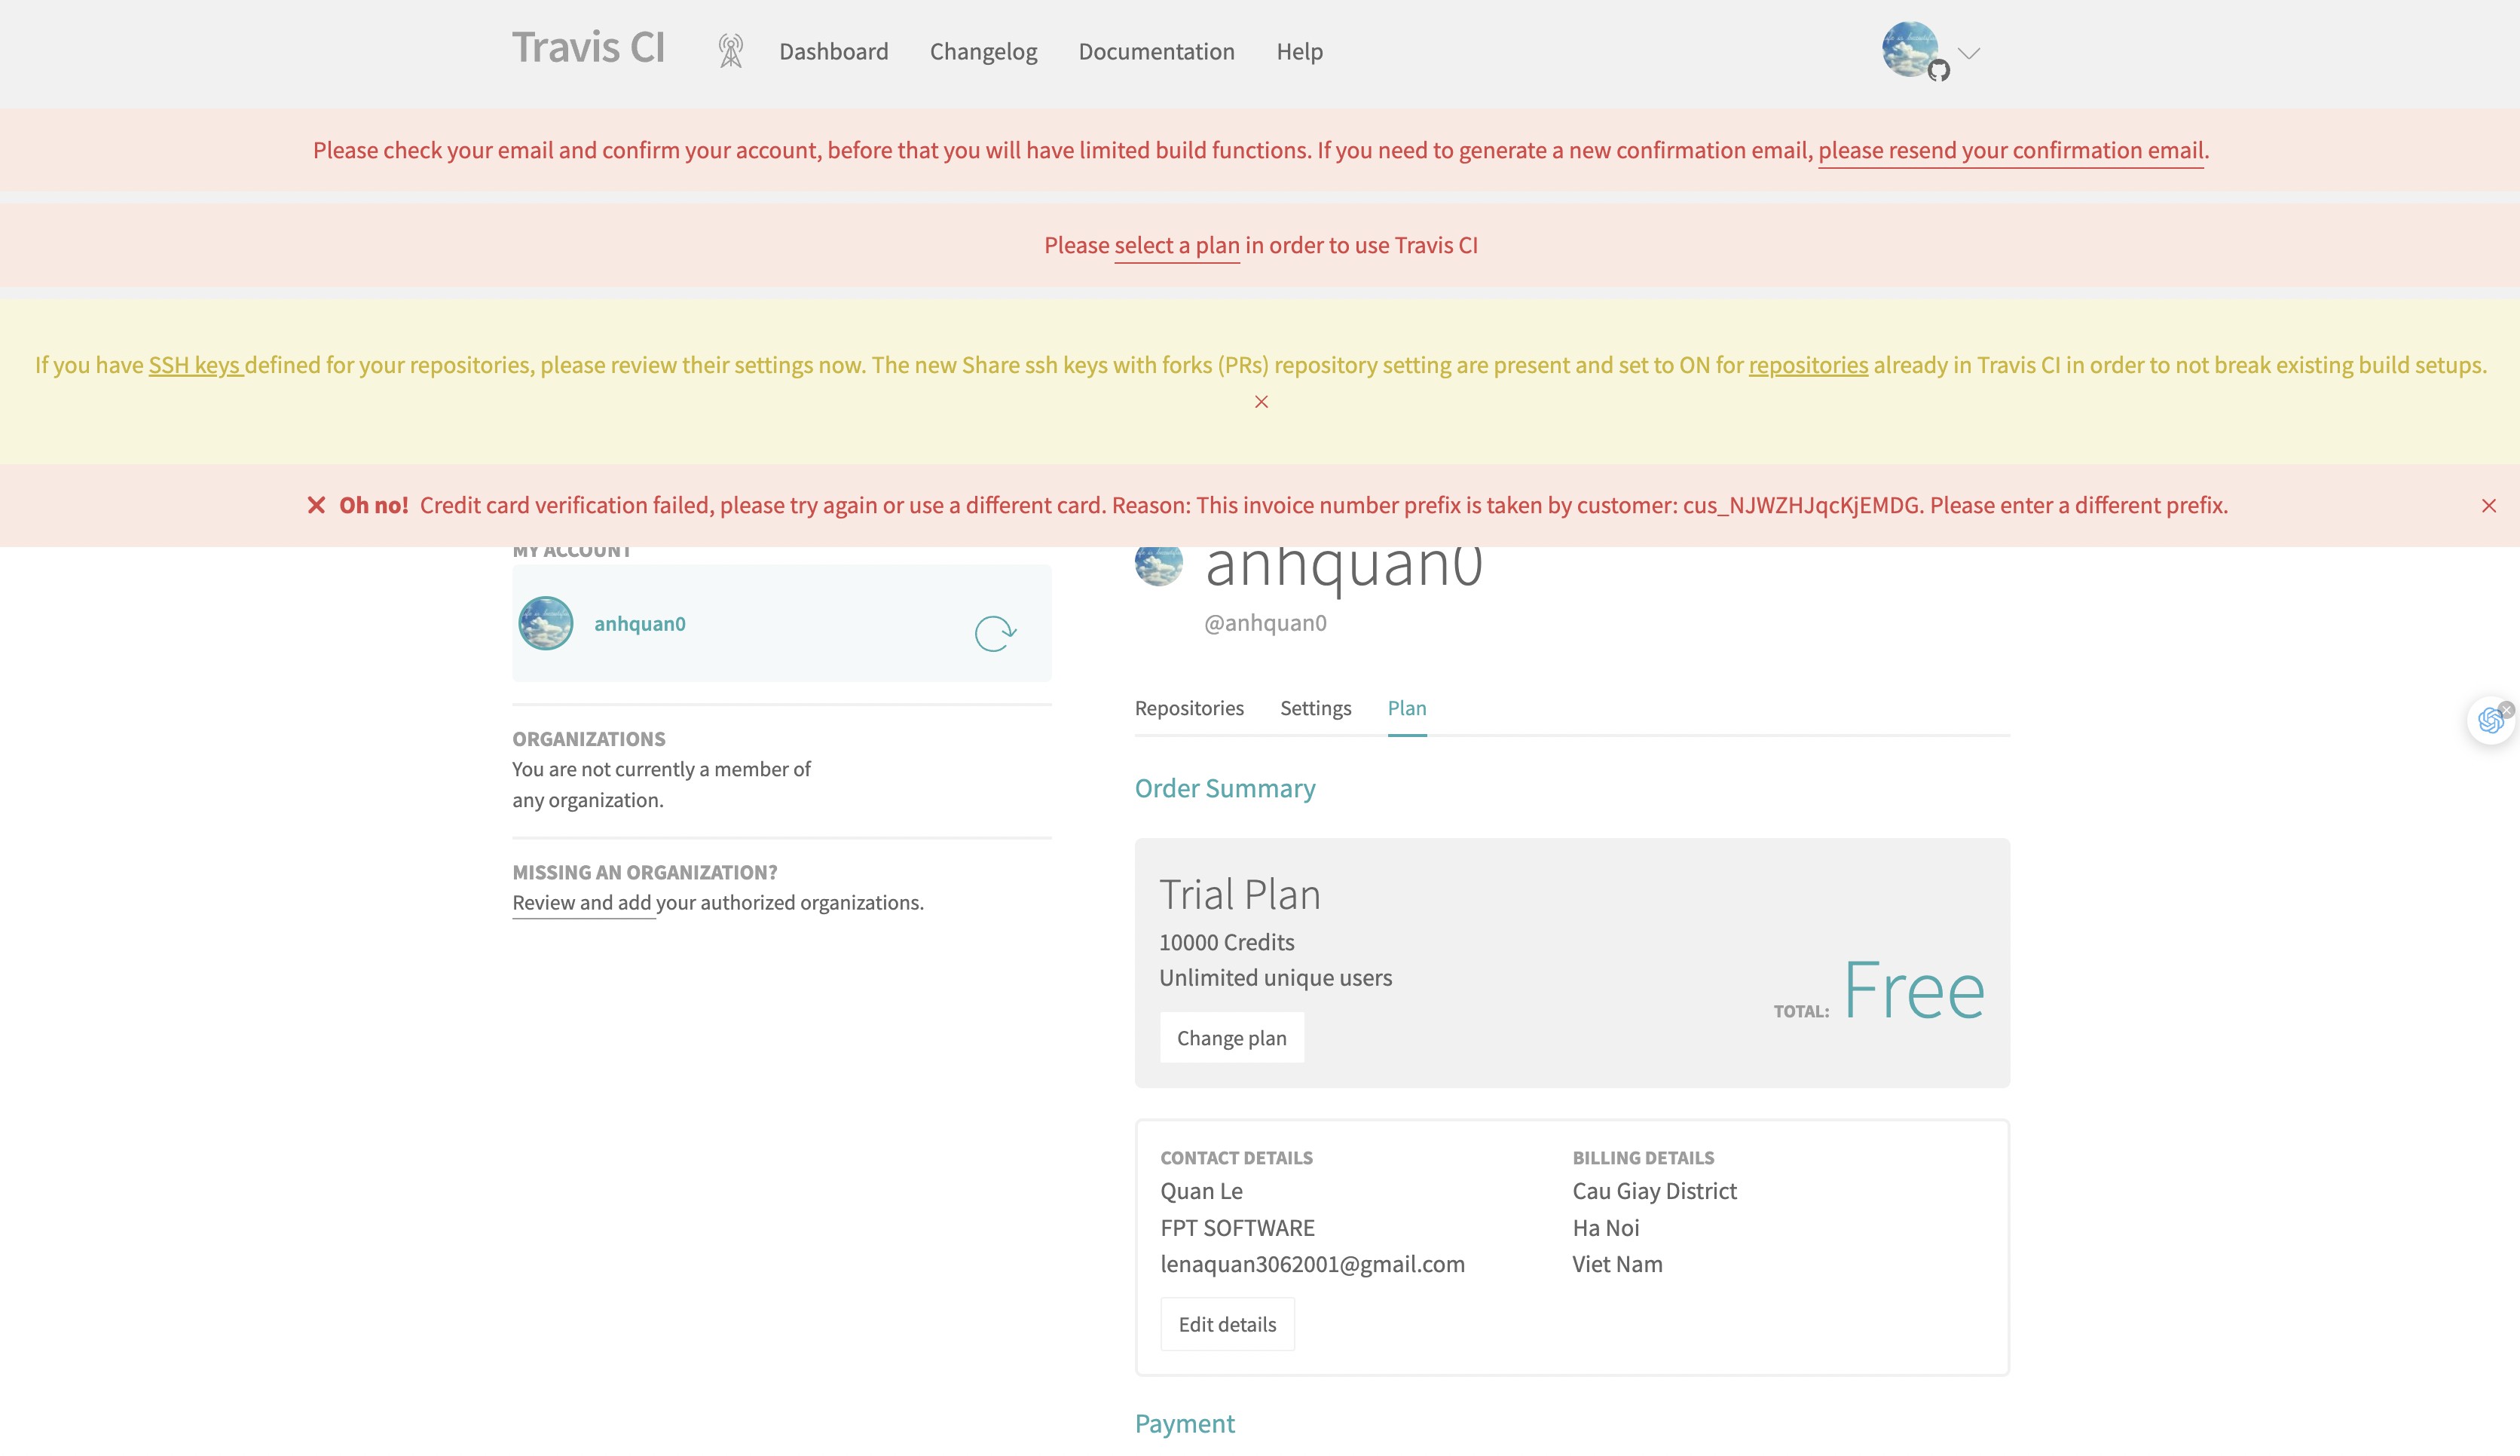 Travis CI
Dashboard
Changelog
Documentation
Help
Please check your email and confirm your account, before that you will have limited build functions. If you need to generate a new confirmation email, please resend your confirmation email.
Please select a plan in order to use Travis CI
If you have SSH keys defined for your repositories, please review their settings now. The new Share ssh keys with forks (PRs) repository setting are present and set to ON for repositories already in Travis CI in order to not break existing build setups.
Oh no! Credit card verification failed, please try again or use a different card. Reason: This invoice number prefix is taken by customer: cus_NJWZHJqcKjEMDG. Please enter a different prefix.
MY ACCOUNT
anhquan0
ORGANIZATIONS
You are not currently a member of
any organization.
MISSING AN ORGANIZATION?
Review and add your authorized organizations.
anhquan0
@anhquan0
Repositories
Settings
Plan
Order Summary
Trial Plan
10000 Credits
Unlimited unique users
Change plan
TOTAL: Free
CONTACT DETAILS
Quan Le
FPT SOFTWARE
lenaquan3062001@gmail.com
Edit details
BILLING DETAILS
Cau Giay District
Ha Noi
Viet Nam
Payment